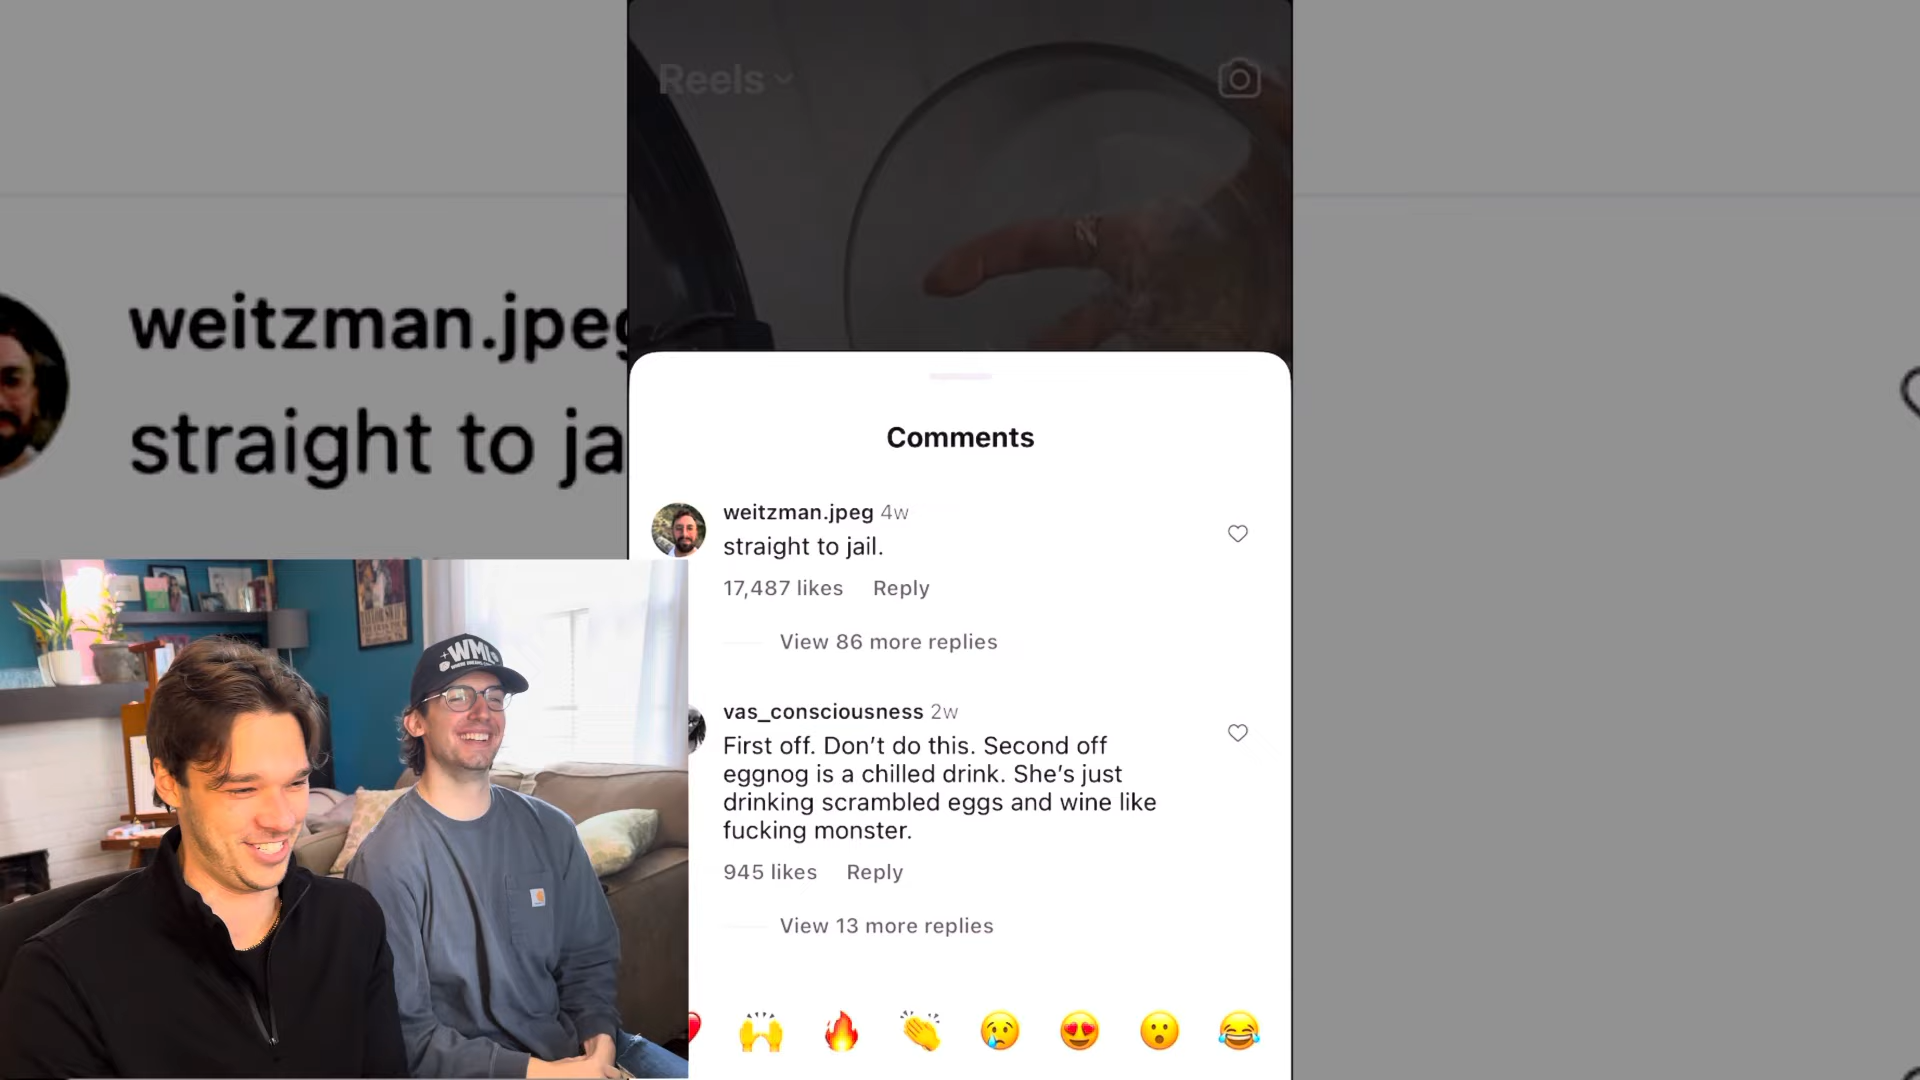 Reels
weitzman.jpeg
straight to ja
Comments
weitzman.jpeg 4w
straight to jail.
17,487 likes Reply
View 86 more replies
vas_consciousness 2w
First off. Don’t do this. Second off
eggnog is a chilled drink. She’s just
drinking scrambled eggs and wine like
fucking monster.
945 likes Reply
View 13 more replies
WMI